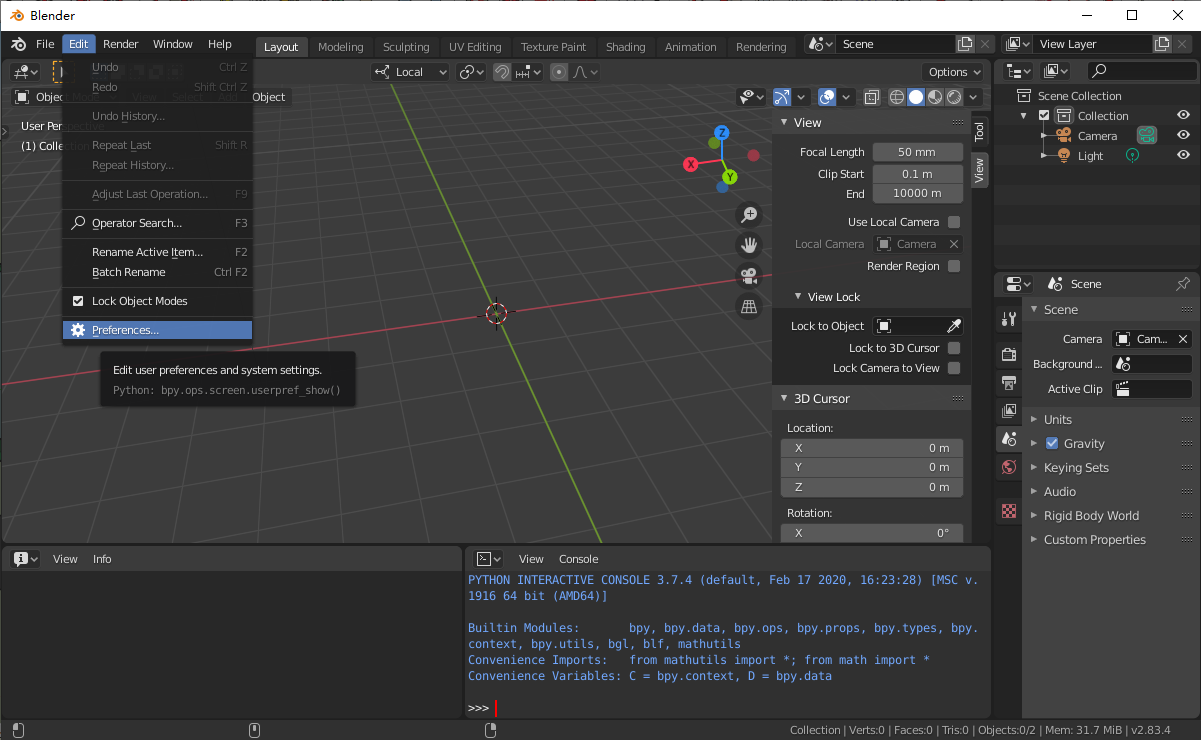 Blender
File Edit Render Window Help Layout Modeling Sculpting UV Editing Texture Paint Shading Animation Rendering Scene View Layer
Local
Options
Object
Undo Ctrl Z
Redo Shift Ctrl Z
Undo History...
Repeat Last Shift R
Repeat History...
Adjust Last Operation... F9
Operator Search... F3
Rename Active Item... F2
Batch Rename Ctrl F2
Lock Object Modes
Preferences...
Edit user preferences and system settings.
Python: bpy.ops.screen.userpref_show()
User Per
(1) Collec
Z
X
Y
View
Focal Length 50 mm
Clip Start 0.1 m
End 10000 m
Use Local Camera
Local Camera Camera
Render Region
View Lock
Lock to Object
Lock to 3D Cursor
Lock Camera to View
3D Cursor
Location:
X 0 m
Y 0 m
Z 0 m
Rotation:
X 0°
Tool
View
Scene Collection
Collection
Camera
Light
Scene
Scene
Camera Cam...
Background ...
Active Clip
Units
Gravity
Keying Sets
Audio
Rigid Body World
Custom Properties
View Info
View Console
PYTHON INTERACTIVE CONSOLE 3.7.4 (default, Feb 17 2020, 16:23:28) [MSC v.
1916 64 bit (AMD64)]
Builtin Modules: bpy, bpy.data, bpy.ops, bpy.props, bpy.types, bpy.
context, bpy.utils, bgl, blf, mathutils
Convenience Imports: from mathutils import *; from math import *
Convenience Variables: C = bpy.context, D = bpy.data
>>>
Collection | Verts:0 | Faces:0 | Tris:0 | Objects:0/2 | Mem: 31.7 MiB | v2.83.4